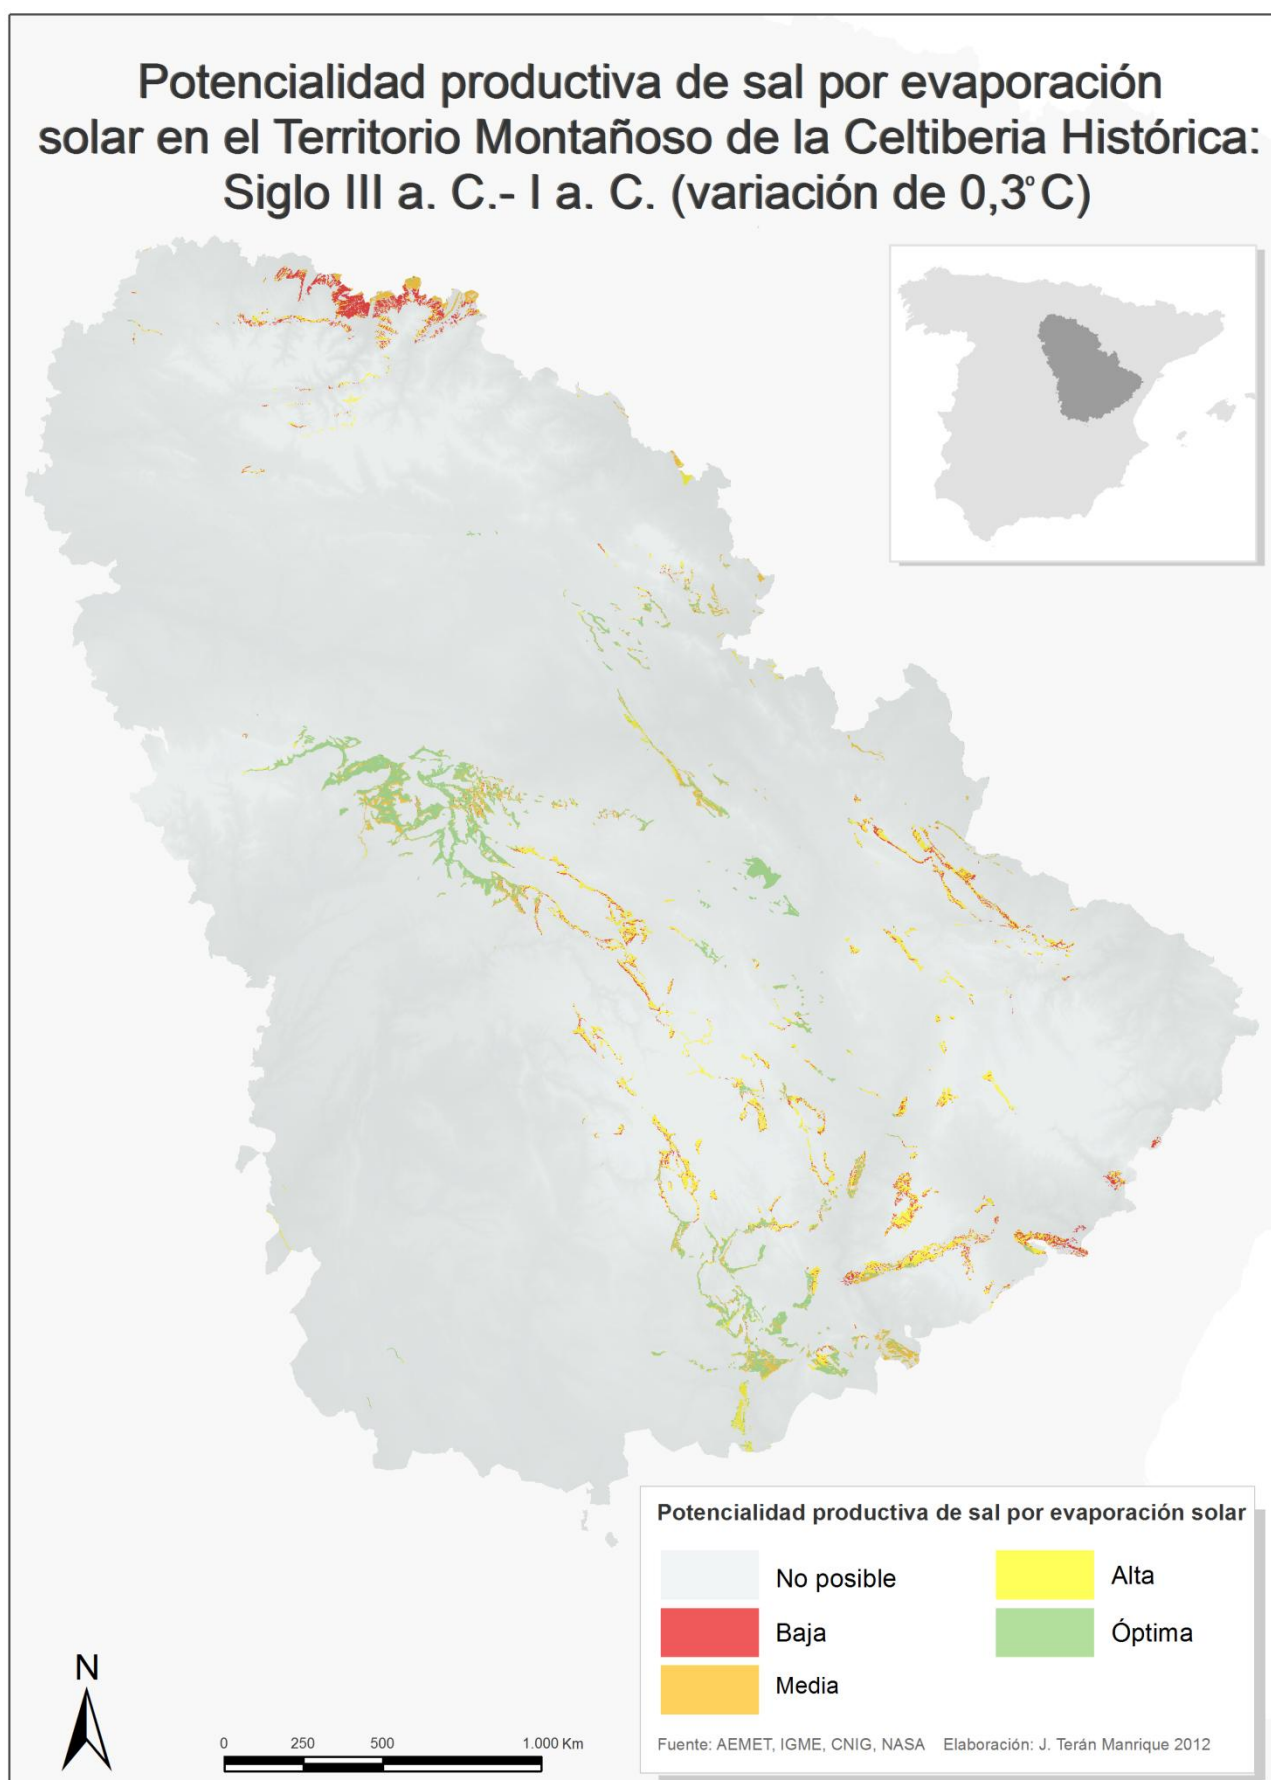 Potencialidad productiva de sal por evaporación
solar en el Territorio Montañoso de la Celtiberia Histórica:
Siglo III a. C.- I a. C. (variación de 0,3°C)
Potencialidad productiva de sal por evaporación solar
No posible
Alta
Baja
Óptima
Media
Fuente: AEMET, IGME, CNIG, NASA Elaboración: J. Terán Manrique 2012
N
0 250 500 1.000 Km